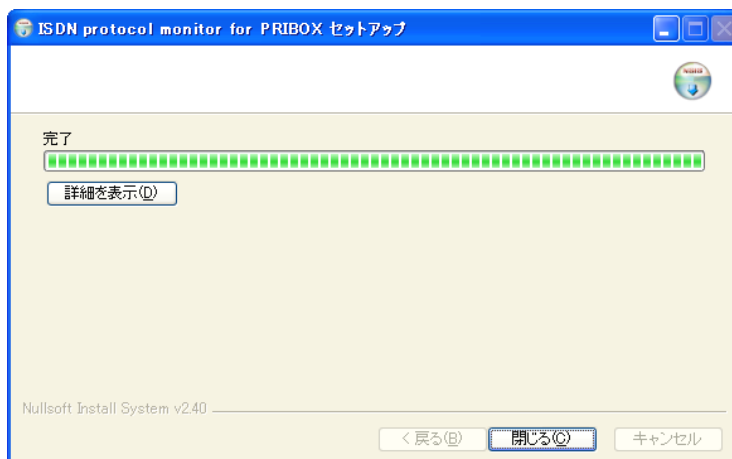 ISDN protocol monitor for PRIBOX セットアップ
完了
詳細を表示(D)
Nullsoft Install System v2.40
< 戻る(B)
閉じる(C)
キャンセル